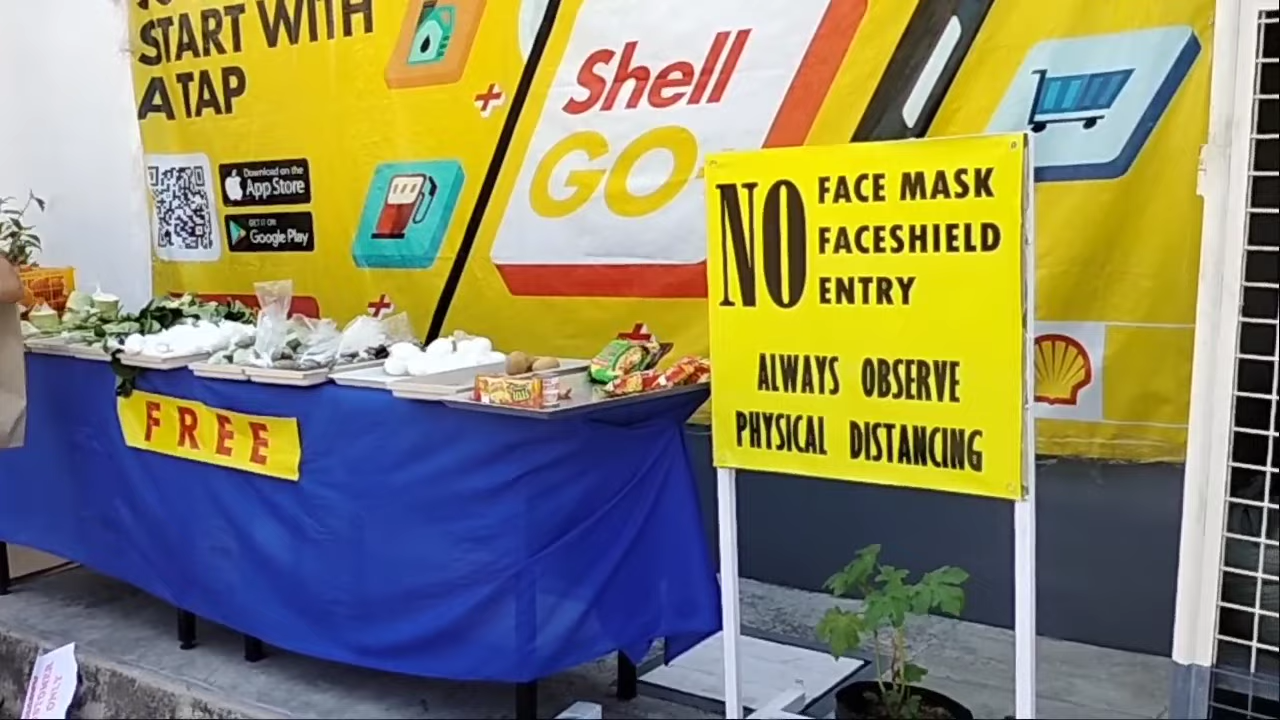 START WITH
A TAP
Download on the
App Store
GET IT ON
Google Play
Shell
GO
NO
FACE MASK
FACESHIELD
ENTRY
ALWAYS OBSERVE
PHYSICAL DISTANCING
FREE
ONLY